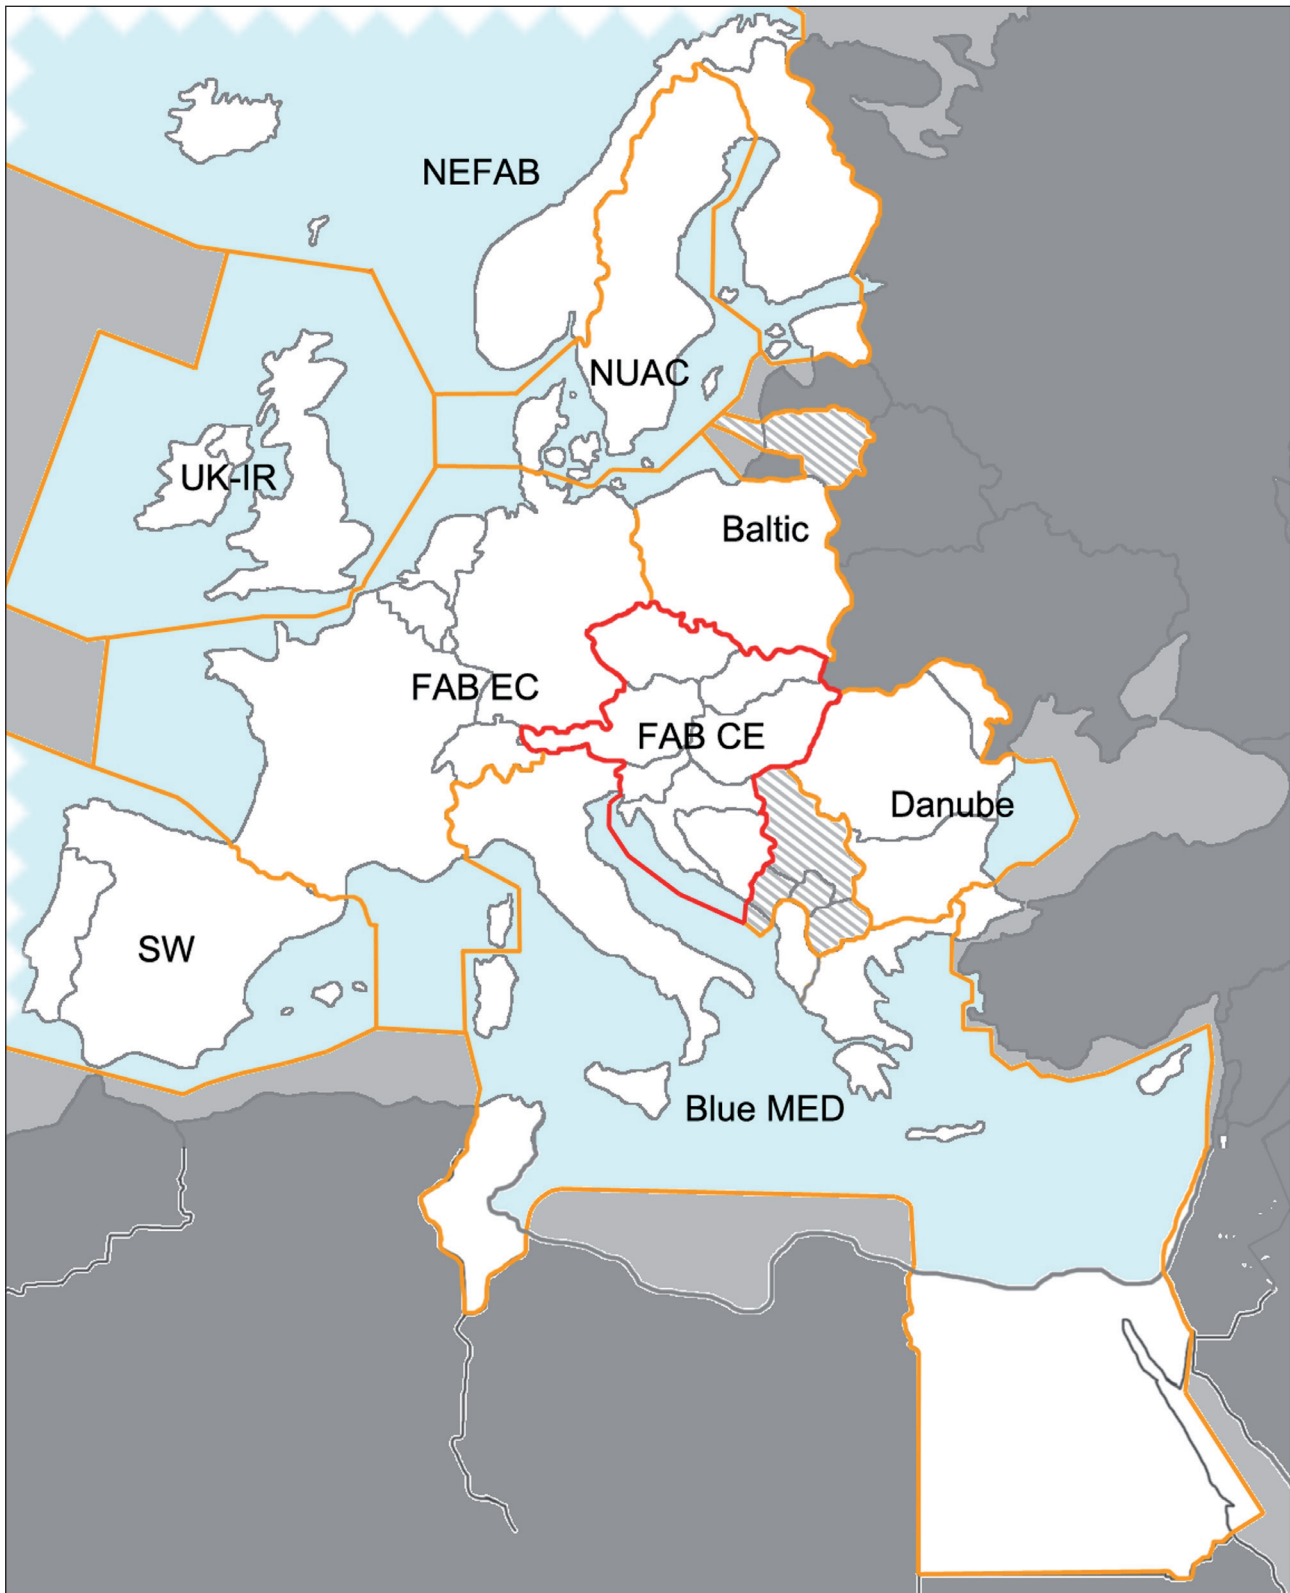 NEFAB
NUAC
UK-IR
Baltic
FAB EC
FAB CE
Danube
SW
Blue MED